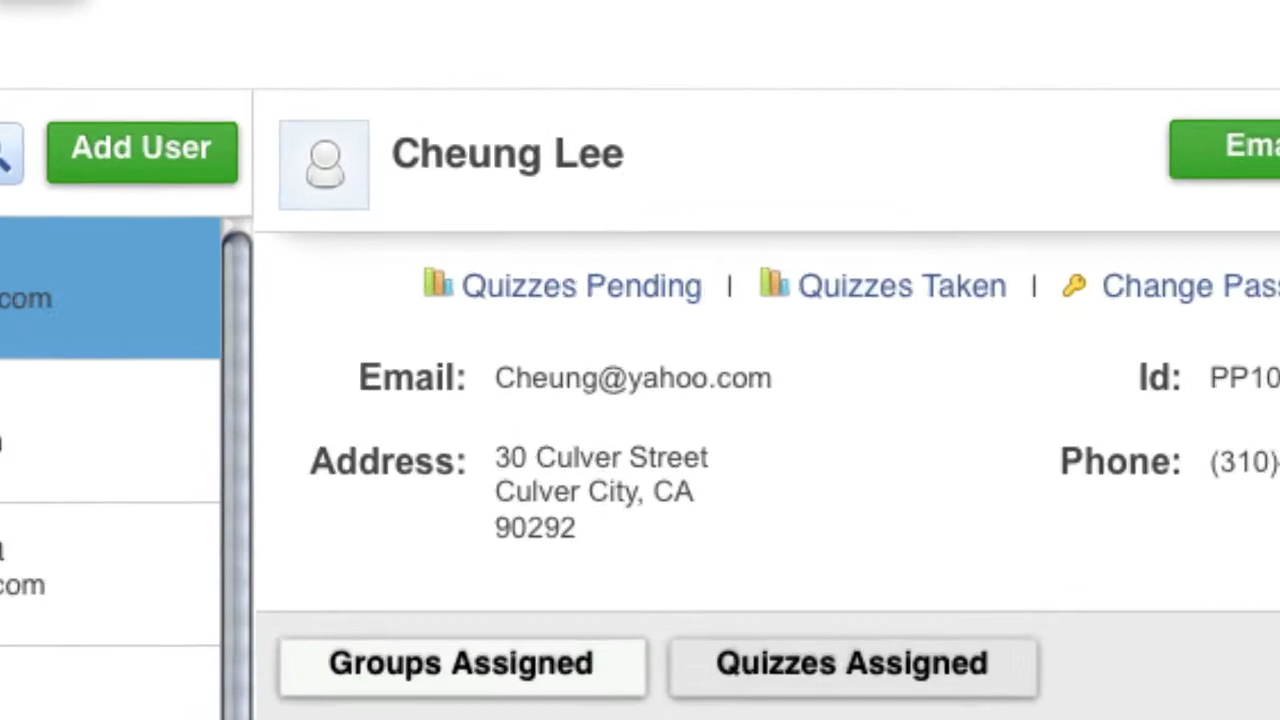 Add User
Cheung Lee
Quizzes Pending | Quizzes Taken | Change
com
Email: Cheung@yahoo.com
Id: PP10
Address: 30 Culver Street
Culver City, CA
90292
Phone: (310)
com
Groups Assigned
Quizzes Assigned